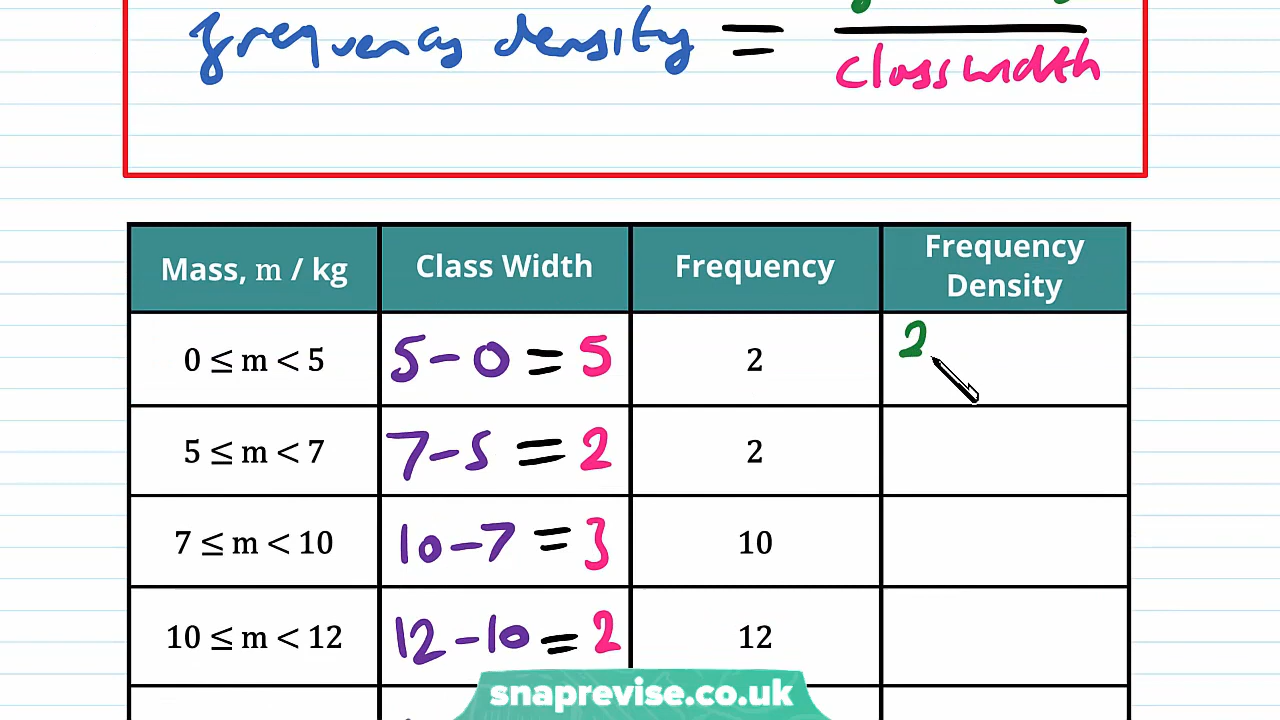 frequency density = 
class width
Mass, m / kg Class Width Frequency Frequency Density
0 ≤ m < 5 5 - 0 = 5 2 2
5 ≤ m < 7 7 - 5 = 2 2
7 ≤ m < 10 10 - 7 = 3 10
10 ≤ m < 12 12 - 10 = 2 12
snaprevise.co.uk